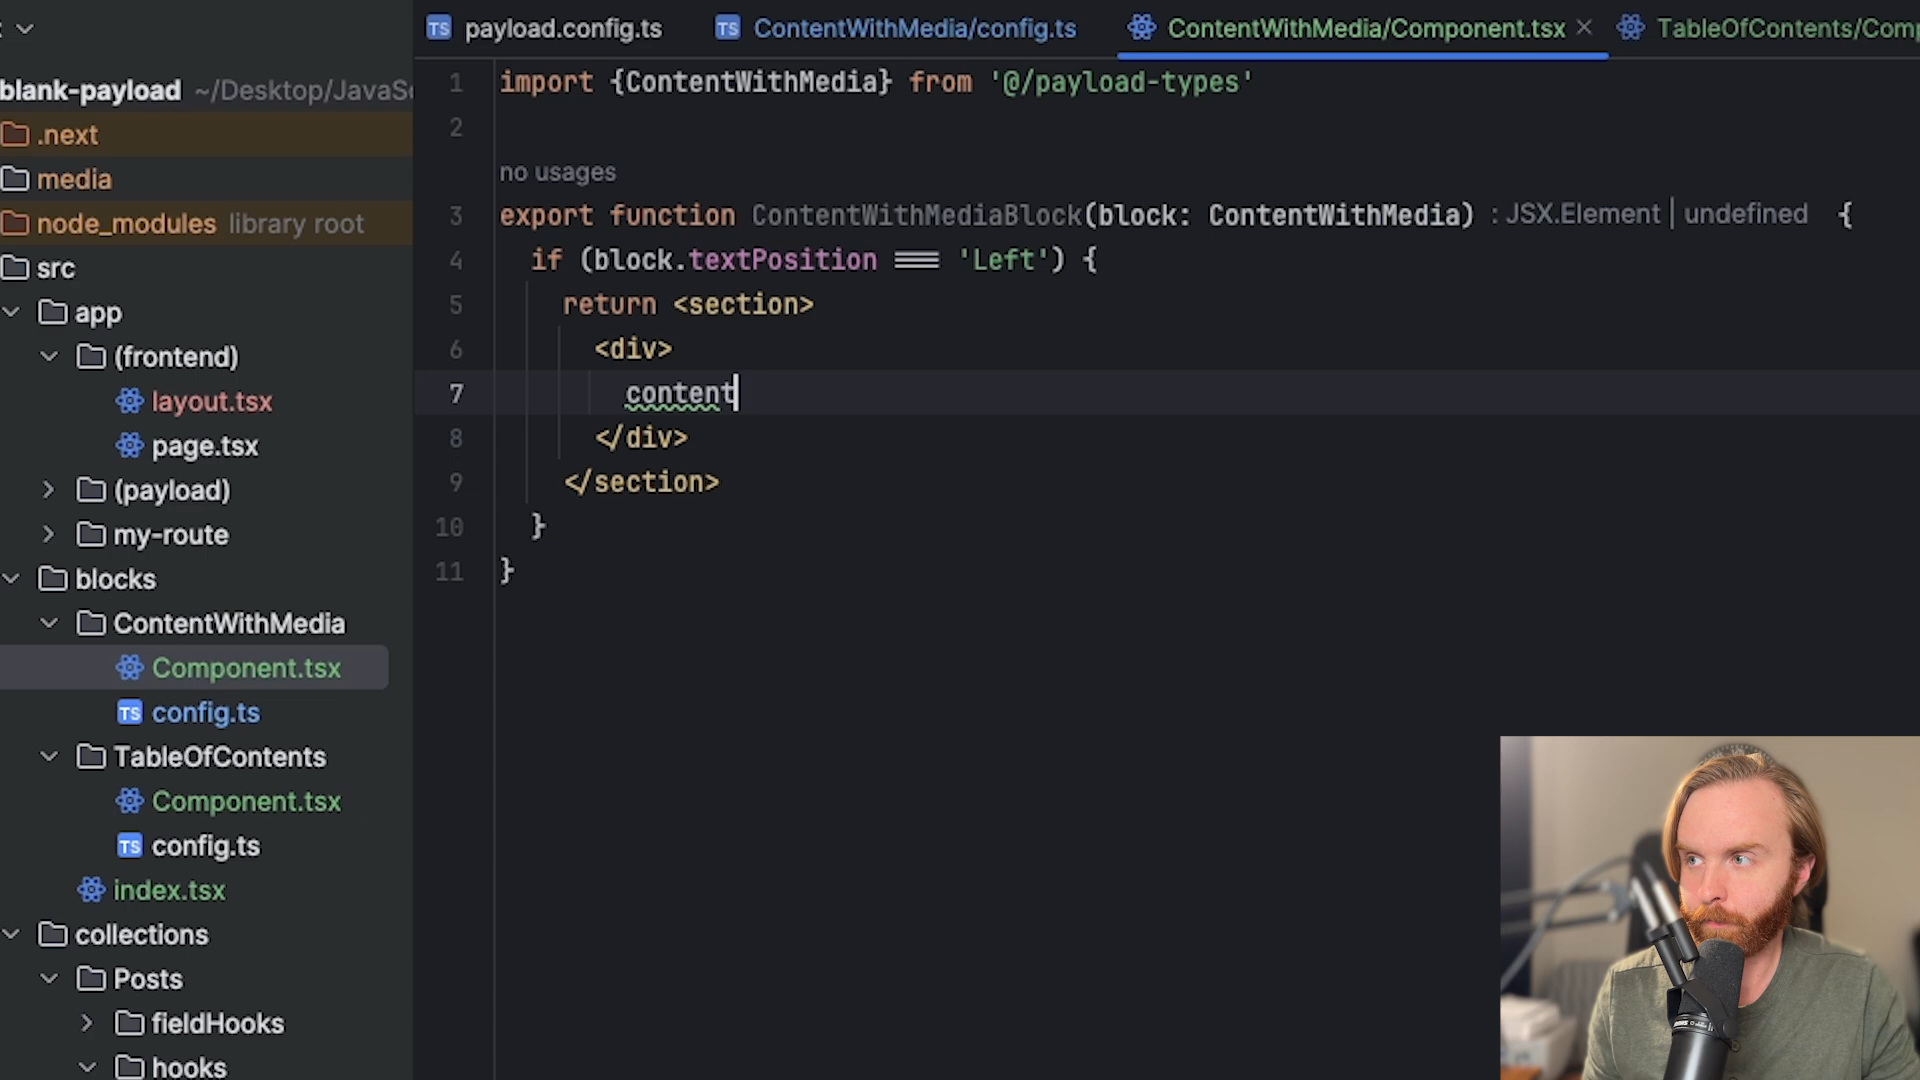 payload.config.ts
ContentWithMedia/config.ts
ContentWithMedia/Component.tsx
TableOfContents/Comp
blank-payload ~/Desktop/JavaSc
.next
media
node_modules library root
src
app
(frontend)
layout.tsx
page.tsx
(payload)
my-route
blocks
ContentWithMedia
Component.tsx
config.ts
TableOfContents
Component.tsx
config.ts
index.tsx
collections
Posts
fieldHooks
hooks
1 import {ContentWithMedia} from '@/payload-types'
2
no usages
3 export function ContentWithMediaBlock(block: ContentWithMedia) : JSX.Element | undefined {
4 if (block.textPosition === 'Left') {
5 return <section>
6 <div>
7 content
8 </div>
9 </section>
10 }
11 }